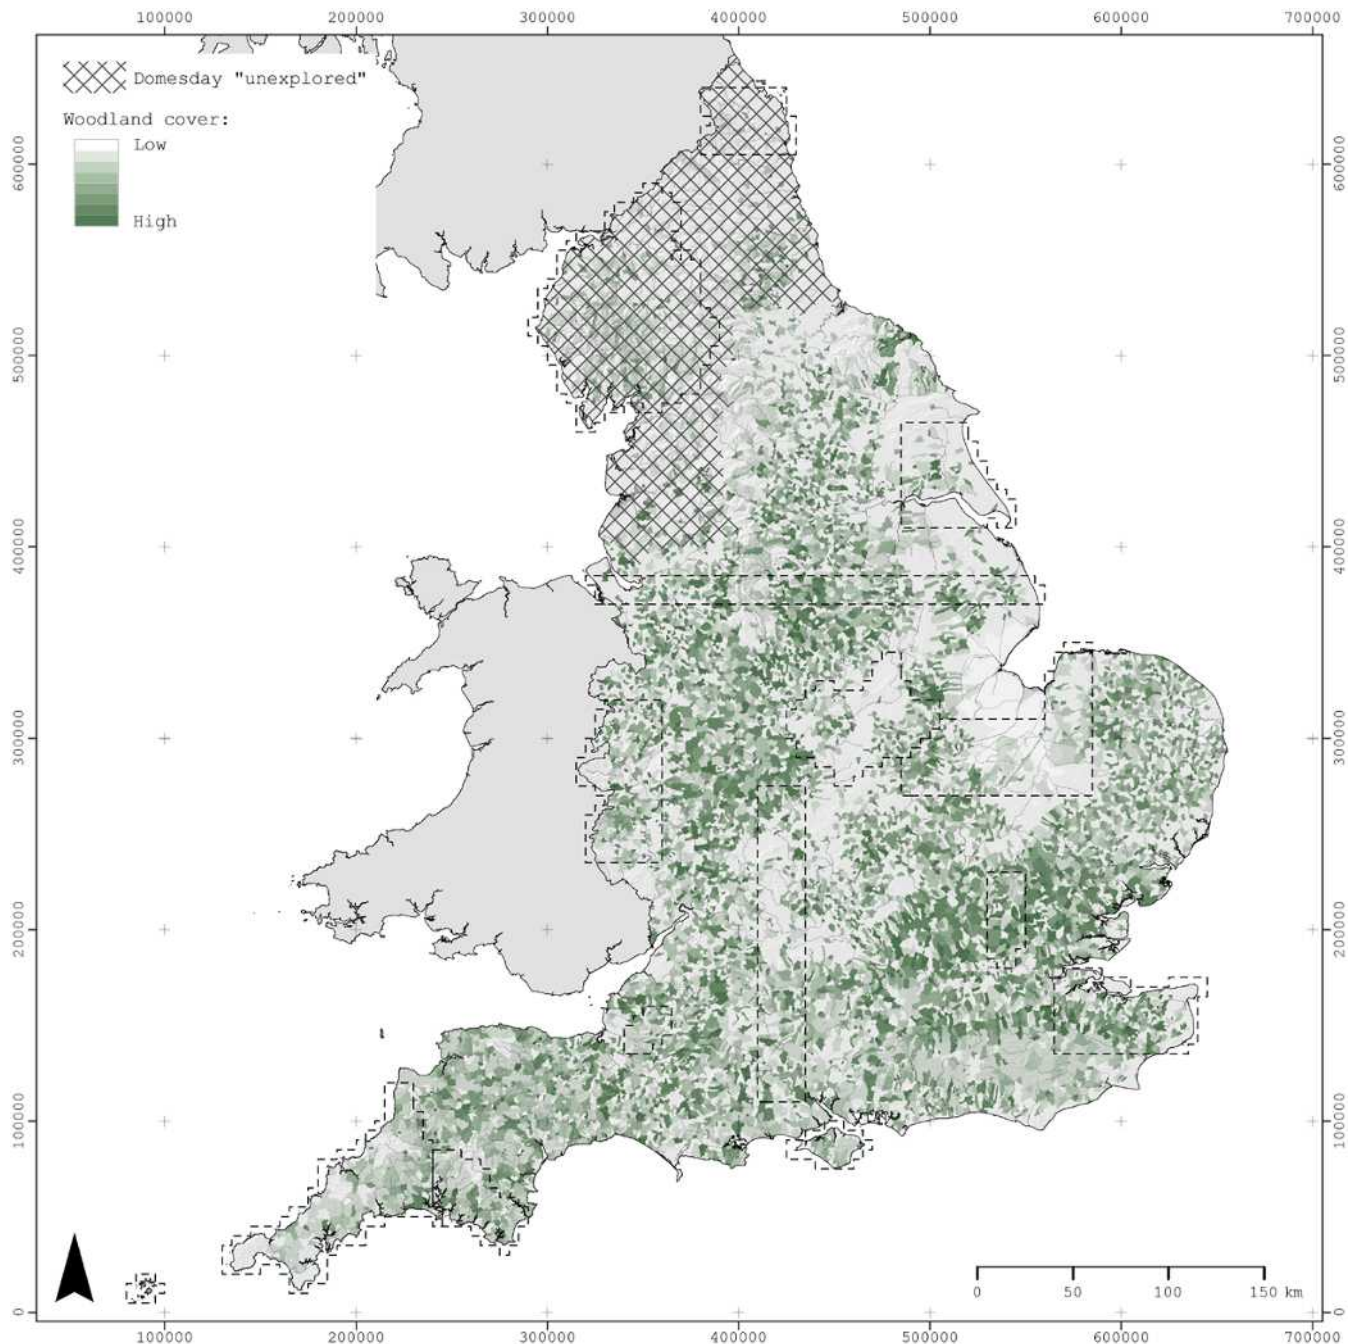 100000 200000 300000 400000 500000 600000 700000
Domesday "unexplored"
Woodland cover:
Low
High
600000 600000
500000 500000
400000 400000
300000 300000
200000 200000
100000 100000
0 50 100 150 km
0 0
100000 200000 300000 400000 500000 600000 700000